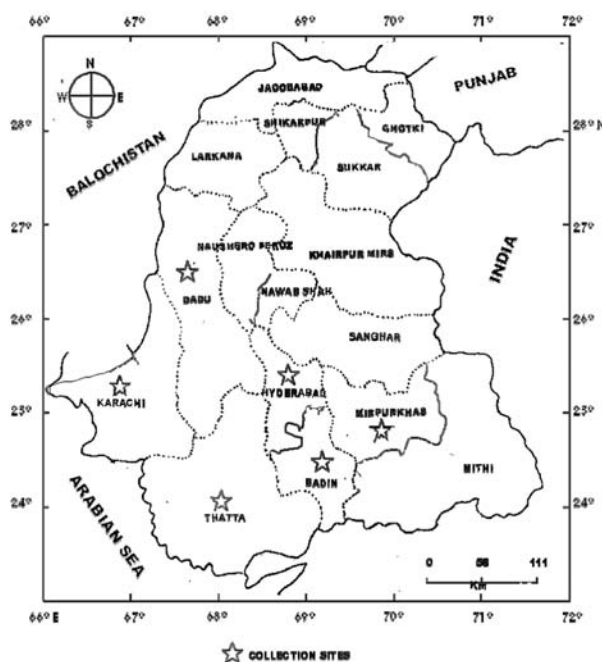 66° 67° 68° 69° 70° 71° 72°
N
W E
S
PUNJAB
JACOBABAD
28° SHIKARPUR GHOTKI 28° N
BALOCHISTAN
LARKANA SUKKAR
27° 27°
NAUSHERO FEROZ KHAIRPUR MIRS
INDIA
DADU NAWAB SHAH
26° 26°
SANGHAR
KARACHI HYDERABAD MIRPURKHAS
25° 25°
BADIN MITHI
ARABIAN SEA
24° THATTA 24°
0 56 111
KM
66° E 67° 68° 69° 70° 71° 72°
COLLECTION SITES